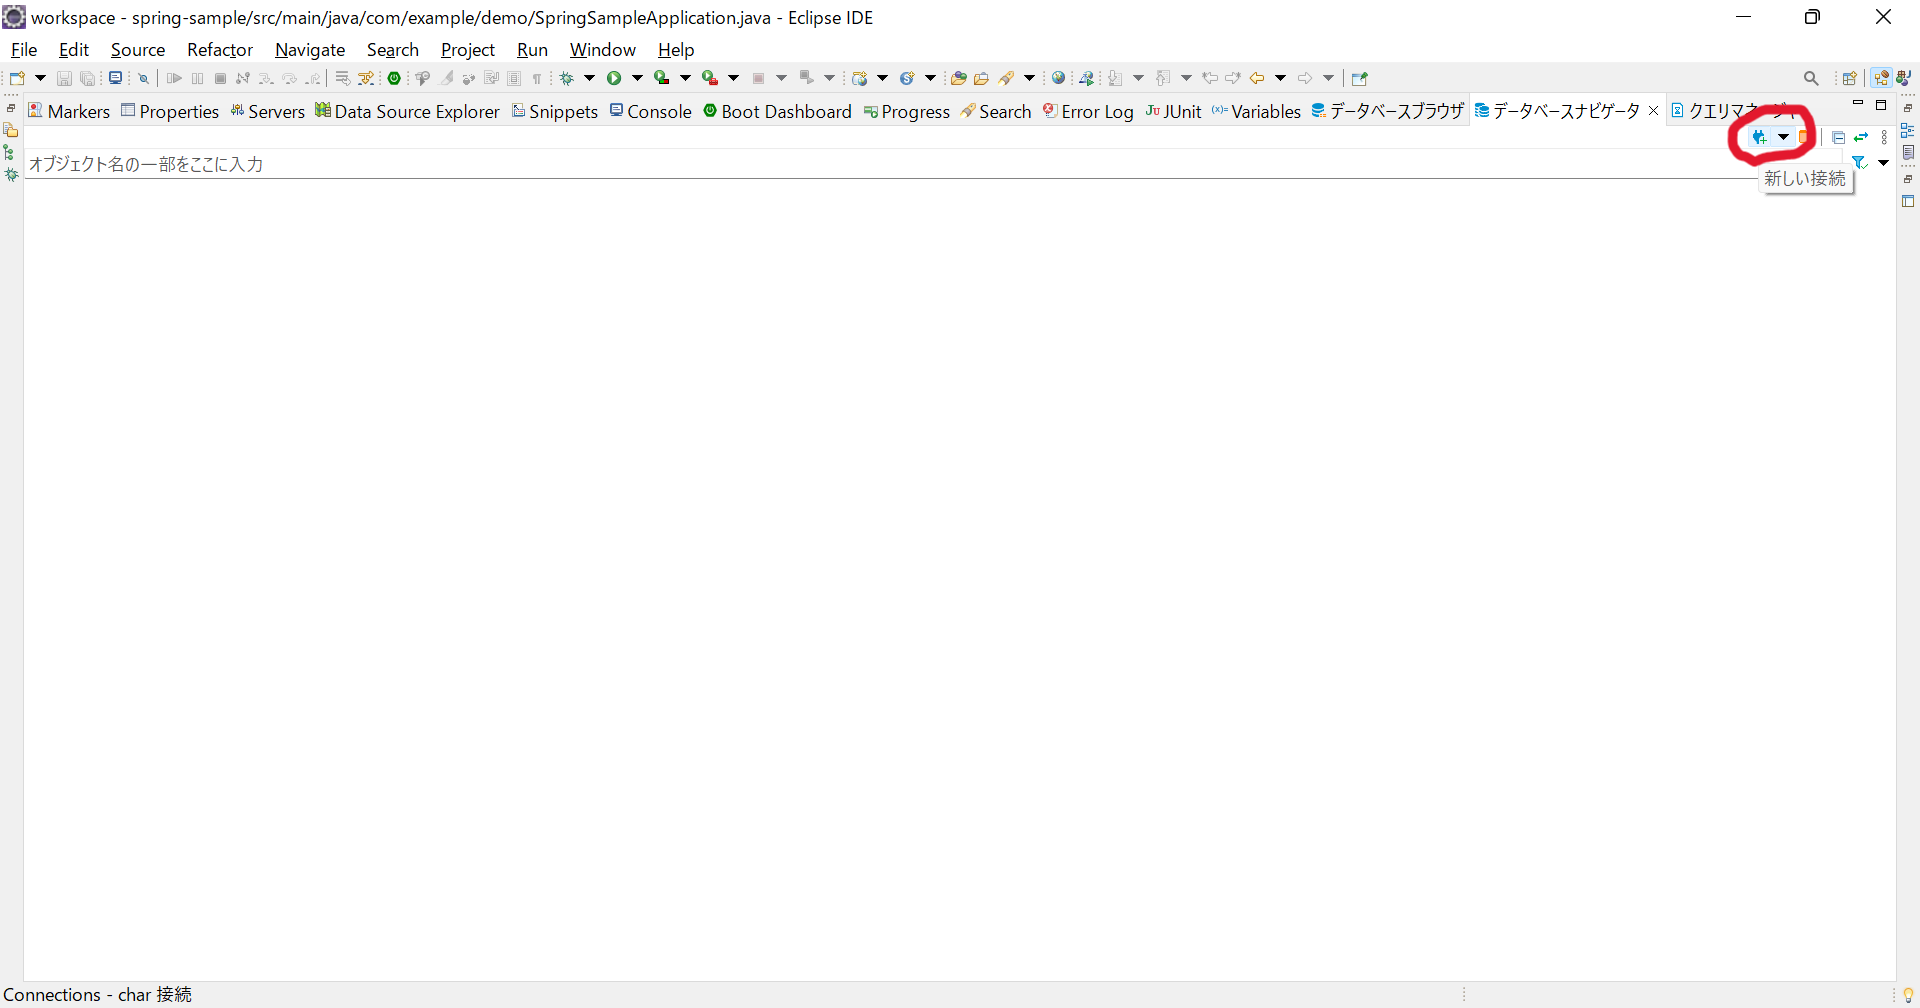 workspace - spring-sample/src/main/java/com/example/demo/SpringSampleApplication.java - Eclipse IDE
File Edit Source Refactor Navigate Search Project Run Window Help
Markers Properties Servers Data Source Explorer Snippets Console Boot Dashboard Progress Search Error Log JUnit Variables データベースブラウザ データベースナビゲータ クエリマネージャ
オブジェクト名の一部をここに入力
新しい接続
Connections - char 接続